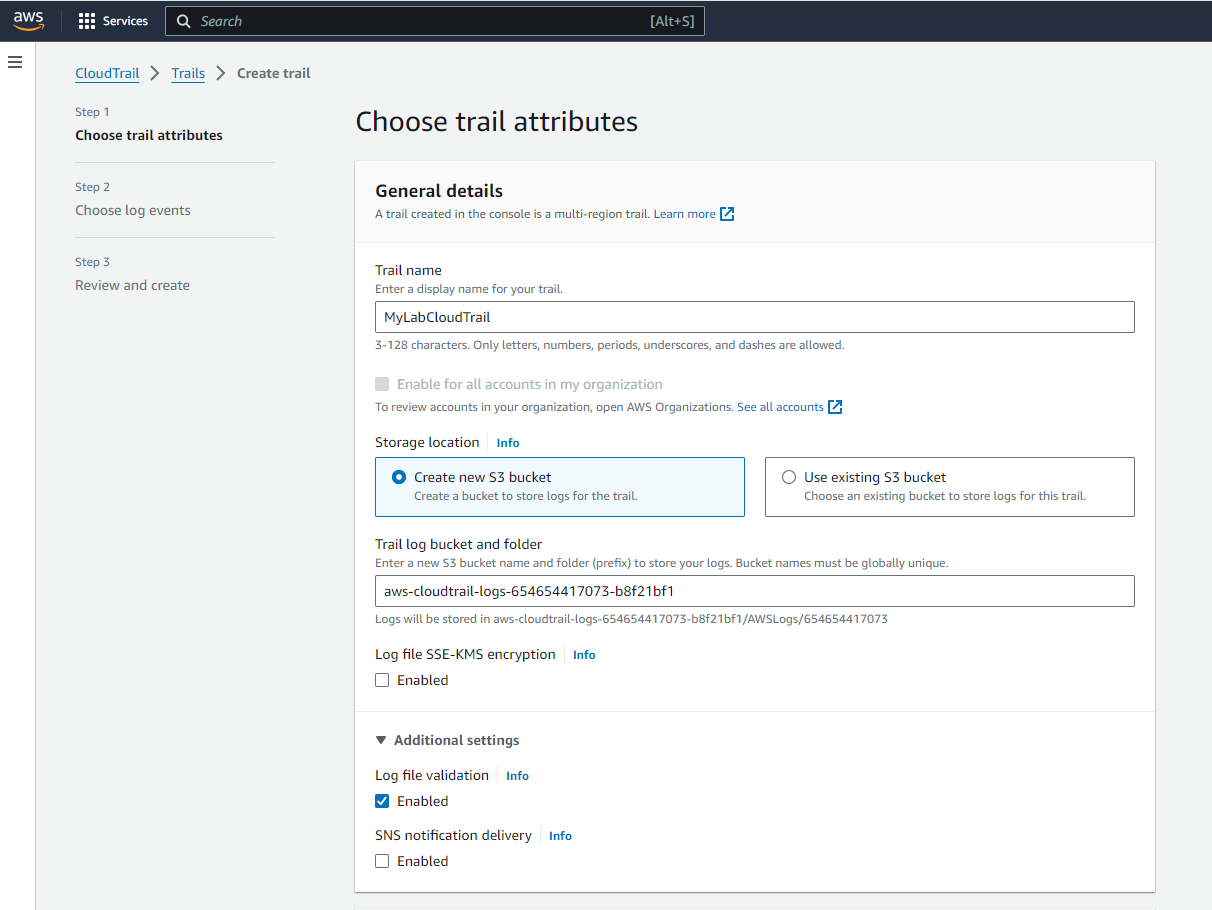 aws
Services
Search
[Alt+S]
CloudTrail
Trails
Create trail
Step 1
Choose trail attributes
Step 2
Choose log events
Step 3
Review and create
Choose trail attributes
General details
A trail created in the console is a multi-region trail. Learn more
Trail name
Enter a display name for your trail.
MyLabCloudTrail
3-128 characters. Only letters, numbers, periods, underscores, and dashes are allowed.
Enable for all accounts in my organization
To review accounts in your organization, open AWS Organizations. See all accounts
Storage location Info
Create new S3 bucket
Create a bucket to store logs for the trail.
Use existing S3 bucket
Choose an existing bucket to store logs for this trail.
Trail log bucket and folder
Enter a new S3 bucket name and folder (prefix) to store your logs. Bucket names must be globally unique.
aws-cloudtrail-logs-654654417073-b8f21bf1
Logs will be stored in aws-cloudtrail-logs-654654417073-b8f21bf1/AWSLogs/654654417073
Log file SSE-KMS encryption Info
Enabled
Additional settings
Log file validation Info
Enabled
SNS notification delivery Info
Enabled